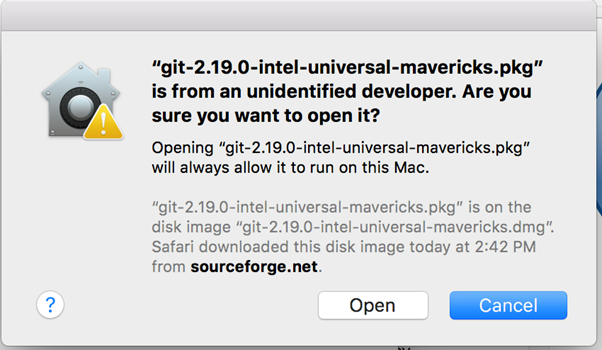 “git-2.19.0-intel-universal-mavericks.pkg”
is from an unidentified developer. Are you
sure you want to open it?
Opening “git-2.19.0-intel-universal-mavericks.pkg”
will always allow it to run on this Mac.
“git-2.19.0-intel-universal-mavericks.pkg” is on the
disk image “git-2.19.0-intel-universal-mavericks.dmg”.
Safari downloaded this disk image today at 2:42 PM
from sourceforge.net.
?
Open
Cancel